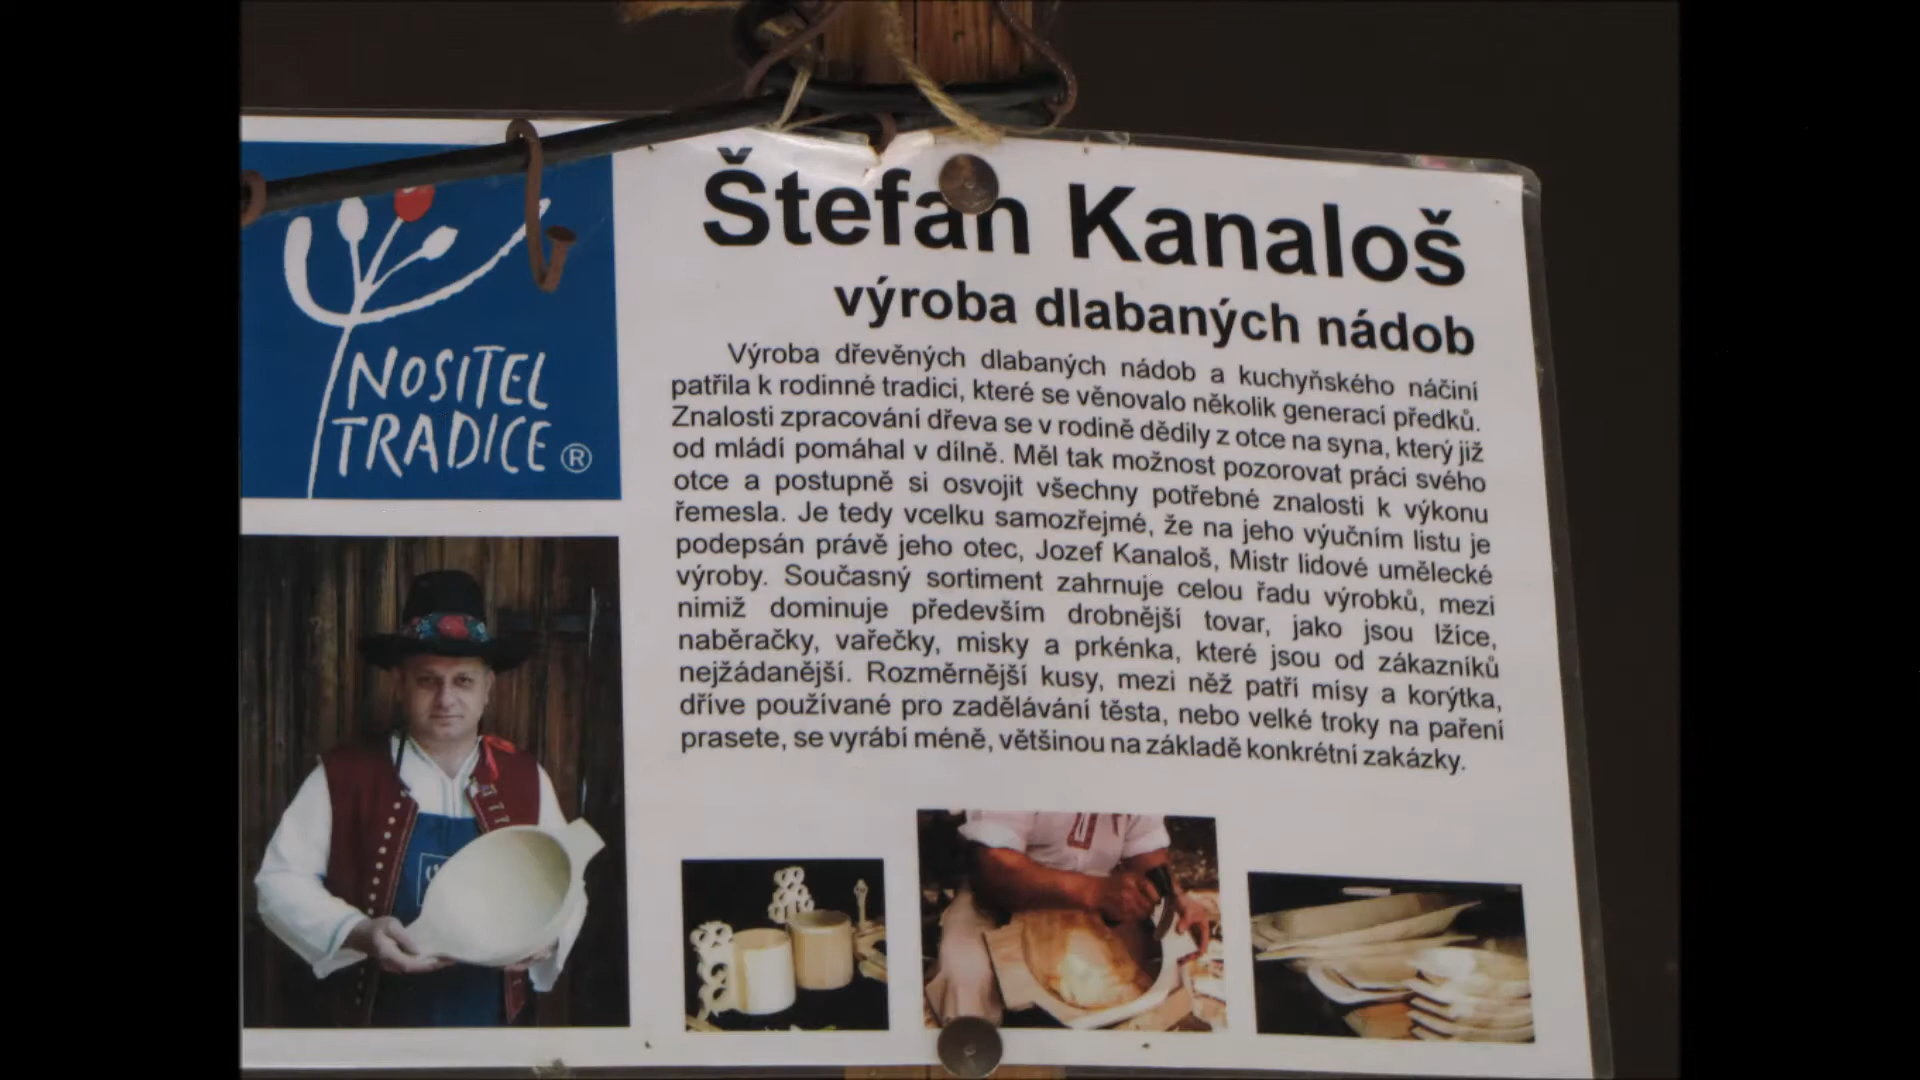 NOSITEL
TRADICE ®
Štefan Kanaloš
výroba dlabaných nádob
Výroba dřevěných dlabaných nádob a kuchyňského náčiní
patřila k rodinné tradici, které se věnovalo několik generací předků.
Znalosti zpracování dřeva se v rodině dědily z otce na syna, který již
od mládí pomáhal v dílně. Měl tak možnost pozorovat práci svého
otce a postupně si osvojit všechny potřebné znalosti k výkonu
řemesla. Je tedy vcelku samozřejmé, že na jeho výučním listu je
podepsán právě jeho otec, Jozef Kanaloš, Mistr lidové umělecké
výroby. Současný sortiment zahrnuje celou řadu výrobků, mezi
nimiž dominuje především drobnější tovar, jako jsou lžíce,
naběračky, vařečky, misky a prkénka, které jsou od zákazníků
nejžádanější. Rozměrnější kusy, mezi něž patří mísy a korýtka,
dříve používané pro zadělávání těsta, nebo velké troky na paření
prasete, se vyrábí méně, většinou na základě konkrétní zakázky.